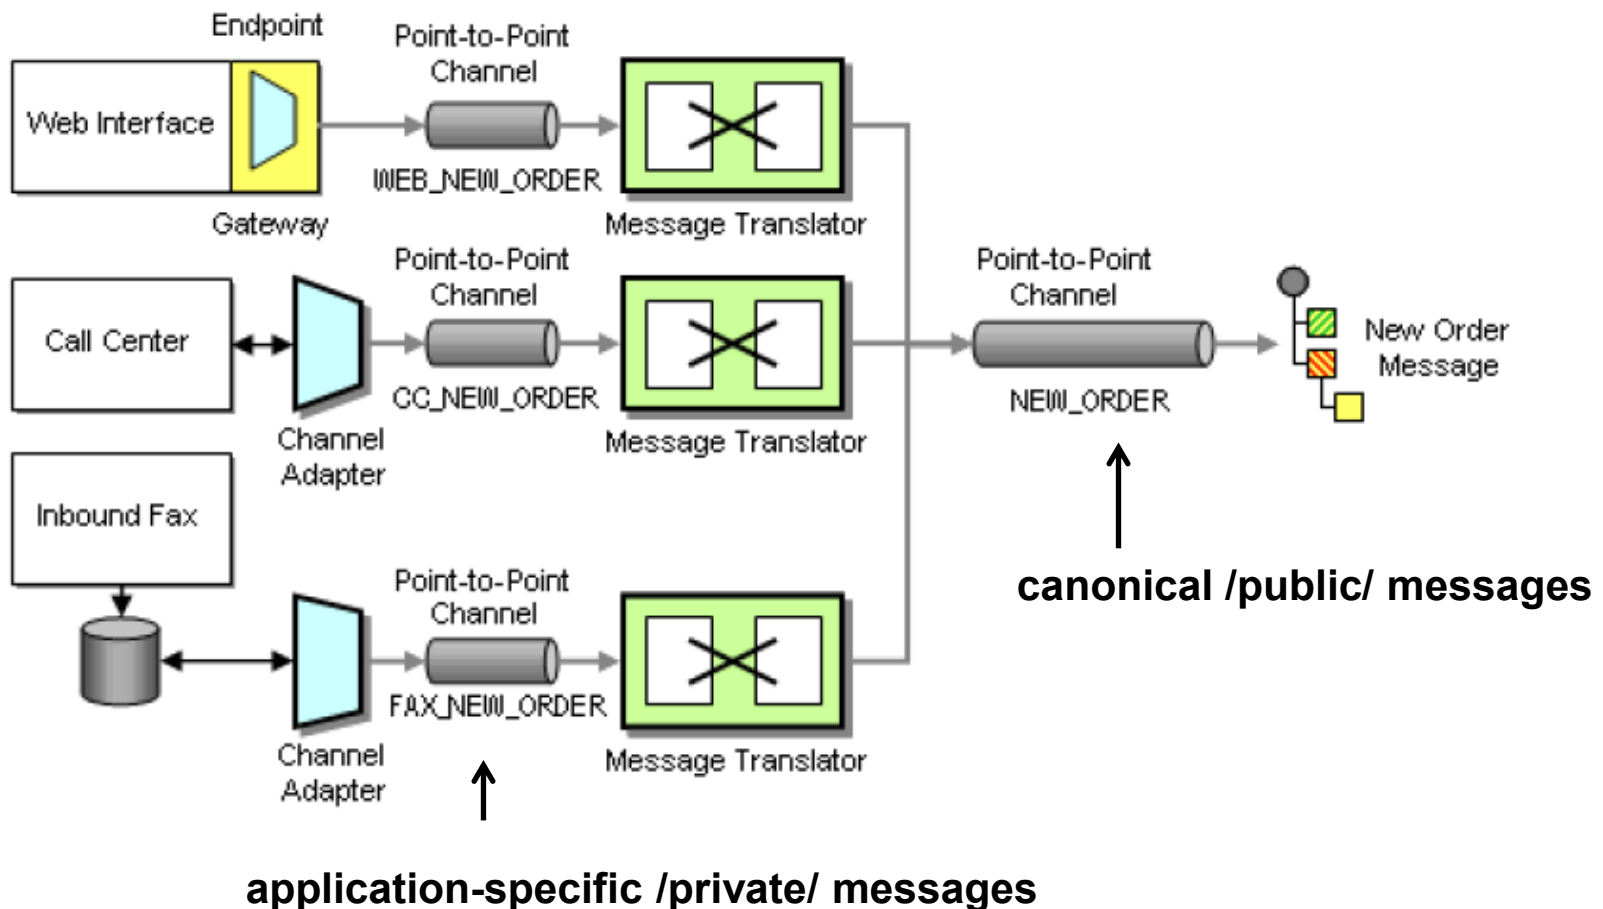 Endpoint
Point-to-Point
Channel
Web Interface
WEB_NEW_ORDER
Gateway
Message Translator
Point-to-Point
Channel
Point-to-Point
Channel
Call Center
New Order
Message
CC_NEW_ORDER
NEW_ORDER
Channel
Adapter
Message Translator
Inbound Fax
Point-to-Point
Channel
canonical /public/ messages
FAX_NEW_ORDER
Channel
Adapter
Message Translator
application-specific /private/ messages